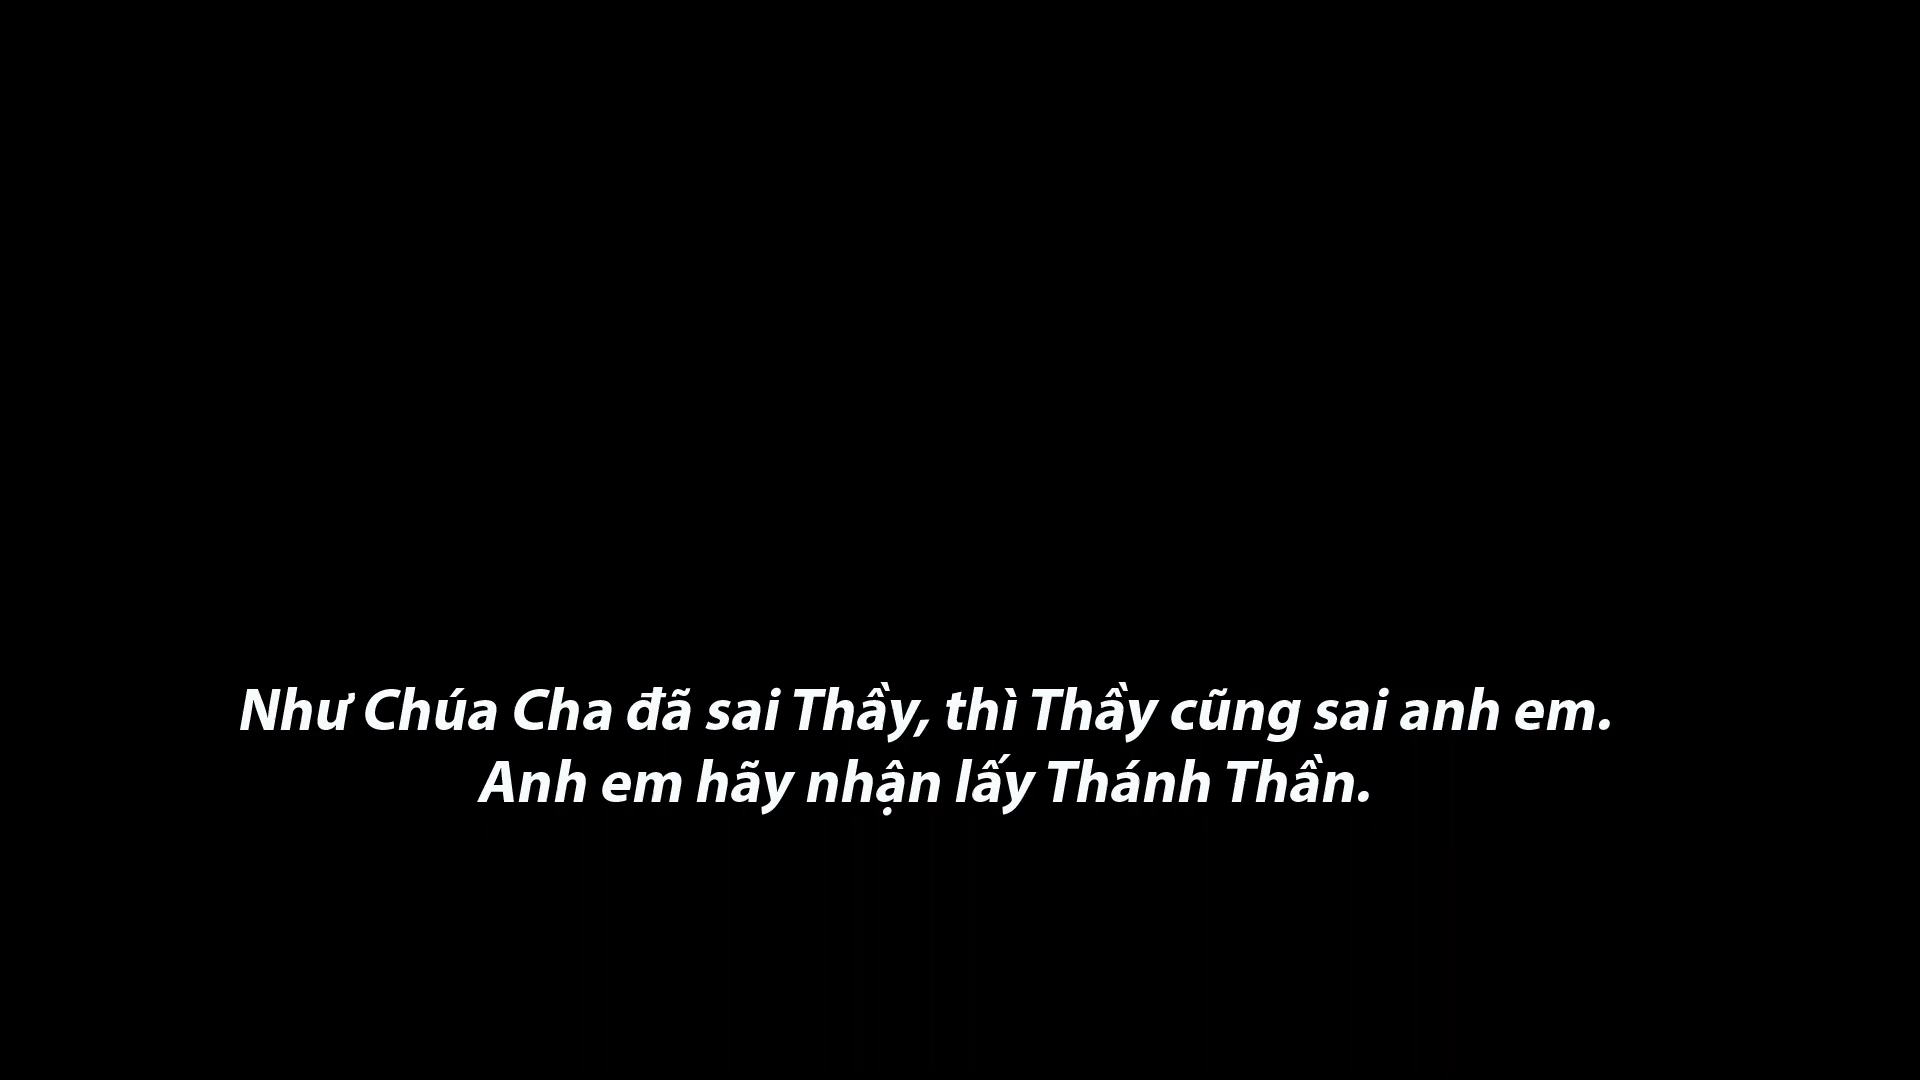 Như Chúa Cha đã sai Thầy, thì Thầy cũng sai anh em.
Anh em hãy nhận lấy Thánh Thần.